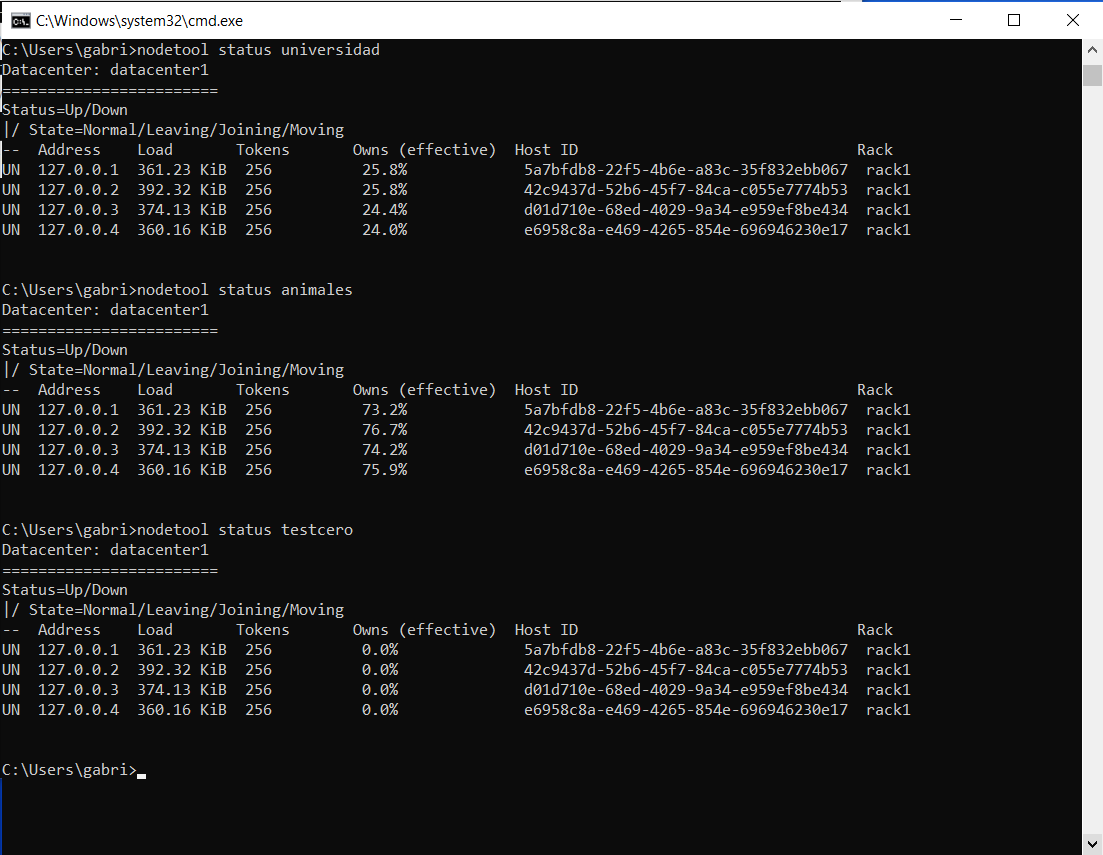 C:\Windows\system32\cmd.exe
C:\Users\gabri>nodetool status universidad
Datacenter: datacenter1
========================
Status=Up/Down
|/ State=Normal/Leaving/Joining/Moving
--  Address    Load       Tokens       Owns (effective)  Host ID                               Rack
UN  127.0.0.1  361.23 KiB  256          25.8%             5a7bfdb8-22f5-4b6e-a83c-35f832ebb067  rack1
UN  127.0.0.2  392.32 KiB  256          25.8%             42c9437d-52b6-45f7-84ca-c055e7774b53  rack1
UN  127.0.0.3  374.13 KiB  256          24.4%             d01d710e-68ed-4029-9a34-e959ef8be434  rack1
UN  127.0.0.4  360.16 KiB  256          24.0%             e6958c8a-e469-4265-854e-696946230e17  rack1
C:\Users\gabri>nodetool status animales
Datacenter: datacenter1
========================
Status=Up/Down
|/ State=Normal/Leaving/Joining/Moving
--  Address    Load       Tokens       Owns (effective)  Host ID                               Rack
UN  127.0.0.1  361.23 KiB  256          73.2%             5a7bfdb8-22f5-4b6e-a83c-35f832ebb067  rack1
UN  127.0.0.2  392.32 KiB  256          76.7%             42c9437d-52b6-45f7-84ca-c055e7774b53  rack1
UN  127.0.0.3  374.13 KiB  256          74.2%             d01d710e-68ed-4029-9a34-e959ef8be434  rack1
UN  127.0.0.4  360.16 KiB  256          75.9%             e6958c8a-e469-4265-854e-696946230e17  rack1
C:\Users\gabri>nodetool status testcero
Datacenter: datacenter1
========================
Status=Up/Down
|/ State=Normal/Leaving/Joining/Moving
--  Address    Load       Tokens       Owns (effective)  Host ID                               Rack
UN  127.0.0.1  361.23 KiB  256          0.0%              5a7bfdb8-22f5-4b6e-a83c-35f832ebb067  rack1
UN  127.0.0.2  392.32 KiB  256          0.0%              42c9437d-52b6-45f7-84ca-c055e7774b53  rack1
UN  127.0.0.3  374.13 KiB  256          0.0%              d01d710e-68ed-4029-9a34-e959ef8be434  rack1
UN  127.0.0.4  360.16 KiB  256          0.0%              e6958c8a-e469-4265-854e-696946230e17  rack1
C:\Users\gabri>